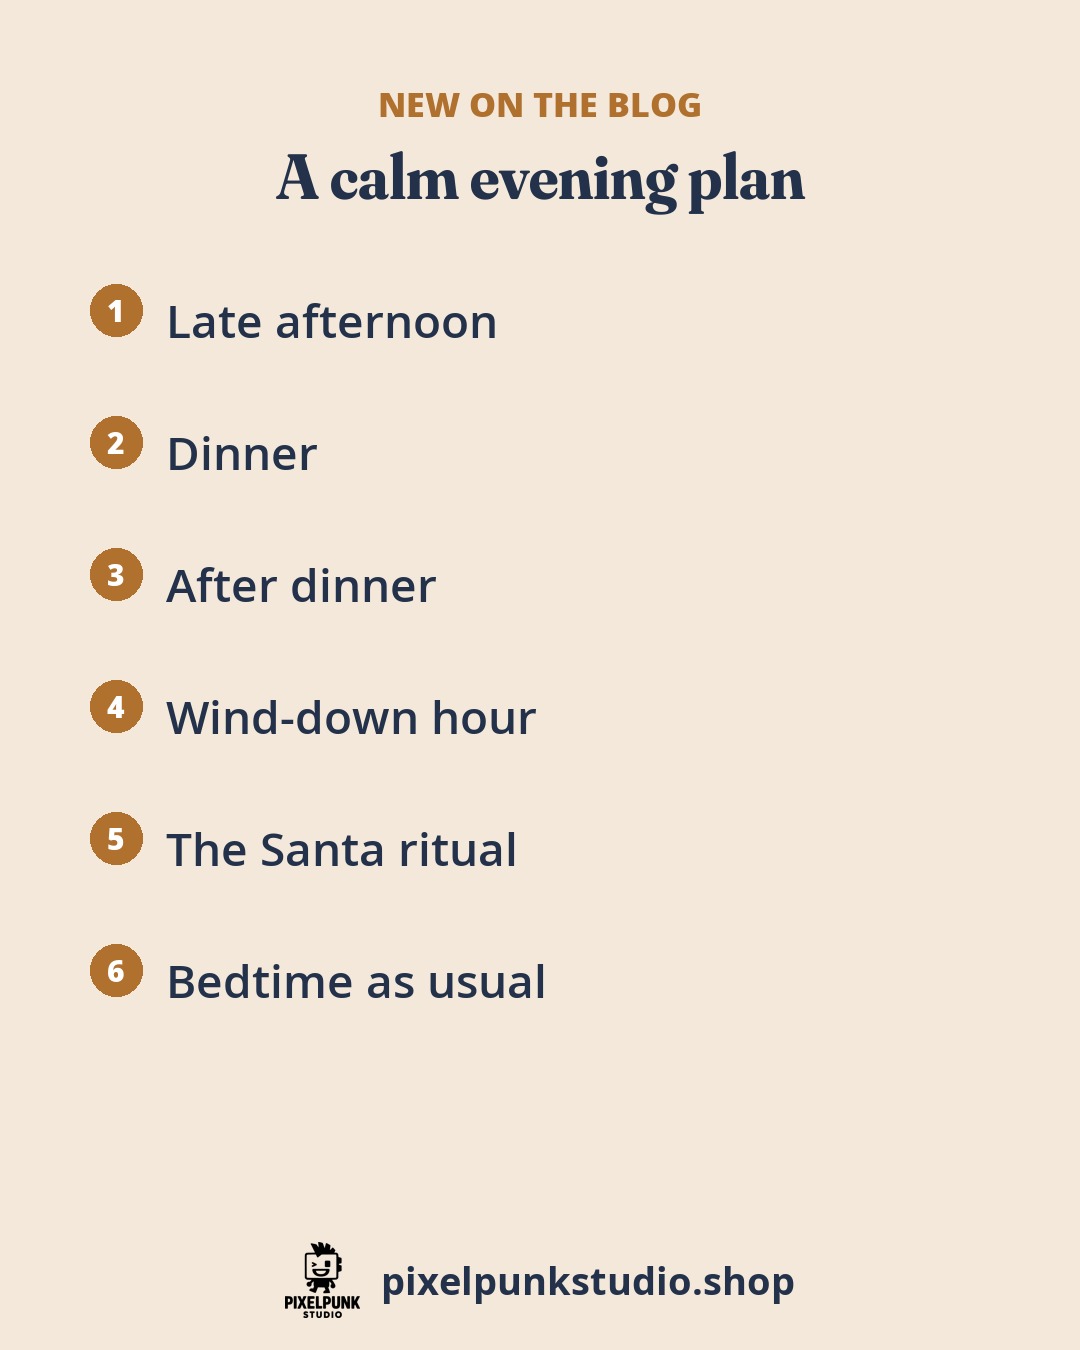 NEW ON THE BLOG
A calm evening plan
1 Late afternoon
2 Dinner
3 After dinner
4 Wind-down hour
5 The Santa ritual
6 Bedtime as usual
PIXELPUNK
STUDIO
pixelpunkstudio.shop